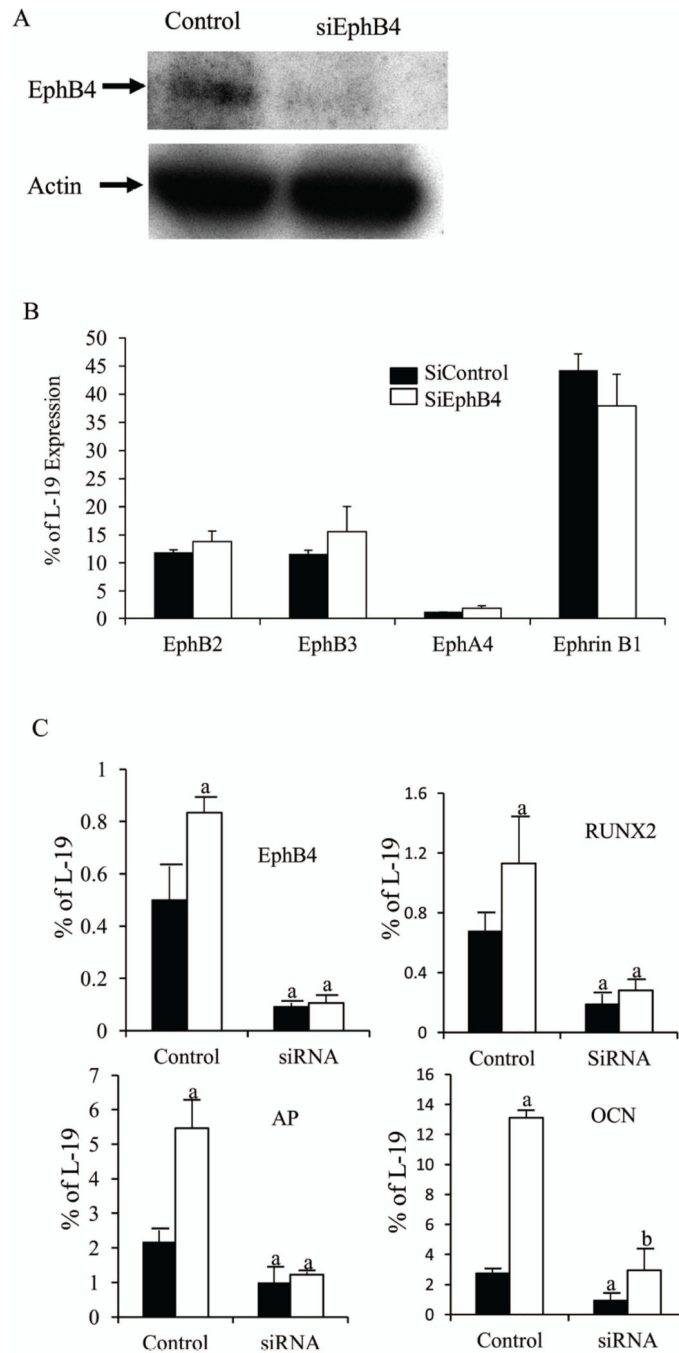 A
Control siEphB4
EphB4
Actin
B
50
45
40
35
30
25
20
15
10
5
0
% of L-19 Expression
SiControl
SiEphB4
EphB2 EphB3 EphA4 Ephrin B1
C
1
0.8
0.6
0.4
0.2
0
% of L-19
EphB4
a
a a
Control siRNA
1.6
1.2
0.8
0.4
0
% of L-19
RUNX2
a
a a
Control SiRNA
7
6
5
4
3
2
1
0
% of L-19
AP
a
a a
Control siRNA
16
14
12
10
8
6
4
2
0
% of L-19
OCN
a
a b
Control siRNA